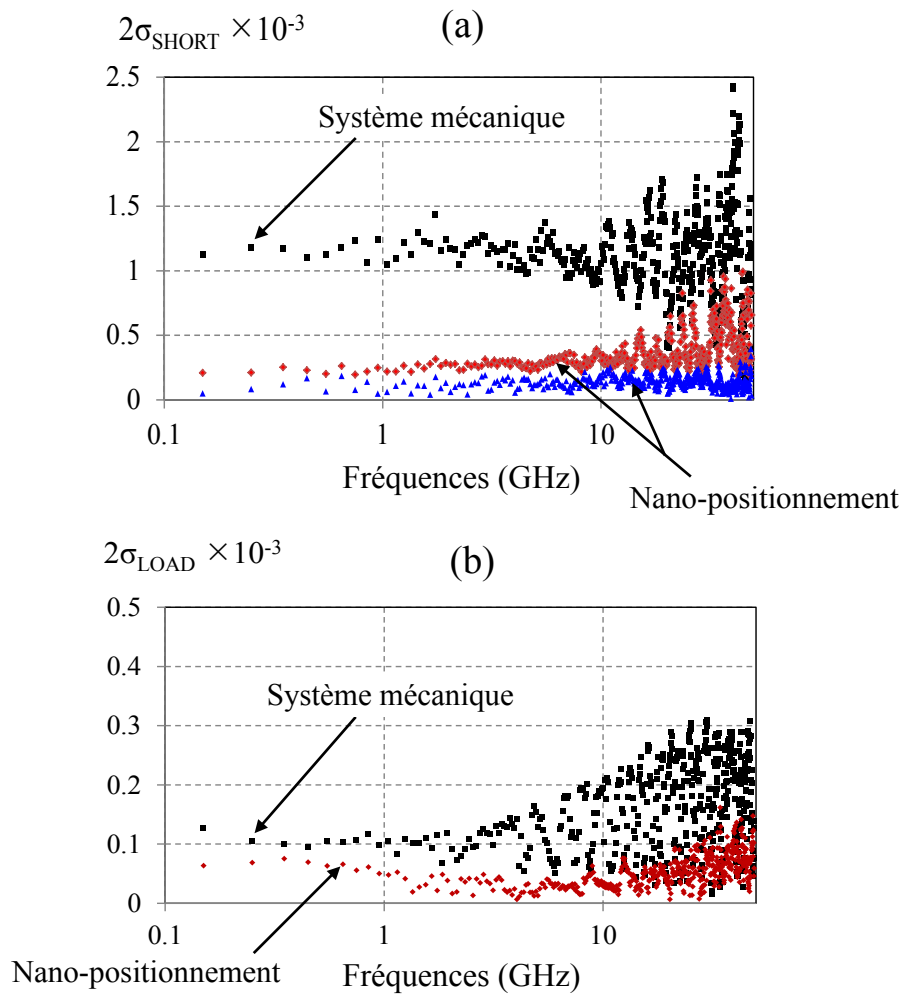 (a)
2σSHORT ×10-3
2.5
2
1.5
1
0.5
0
Système mécanique
0.1
1
10
Fréquences (GHz)
Nano-positionnement
(b)
2σLOAD ×10-3
0.5
0.4
0.3
0.2
0.1
0
Système mécanique
0.1
1
10
Nano-positionnement
Fréquences (GHz)